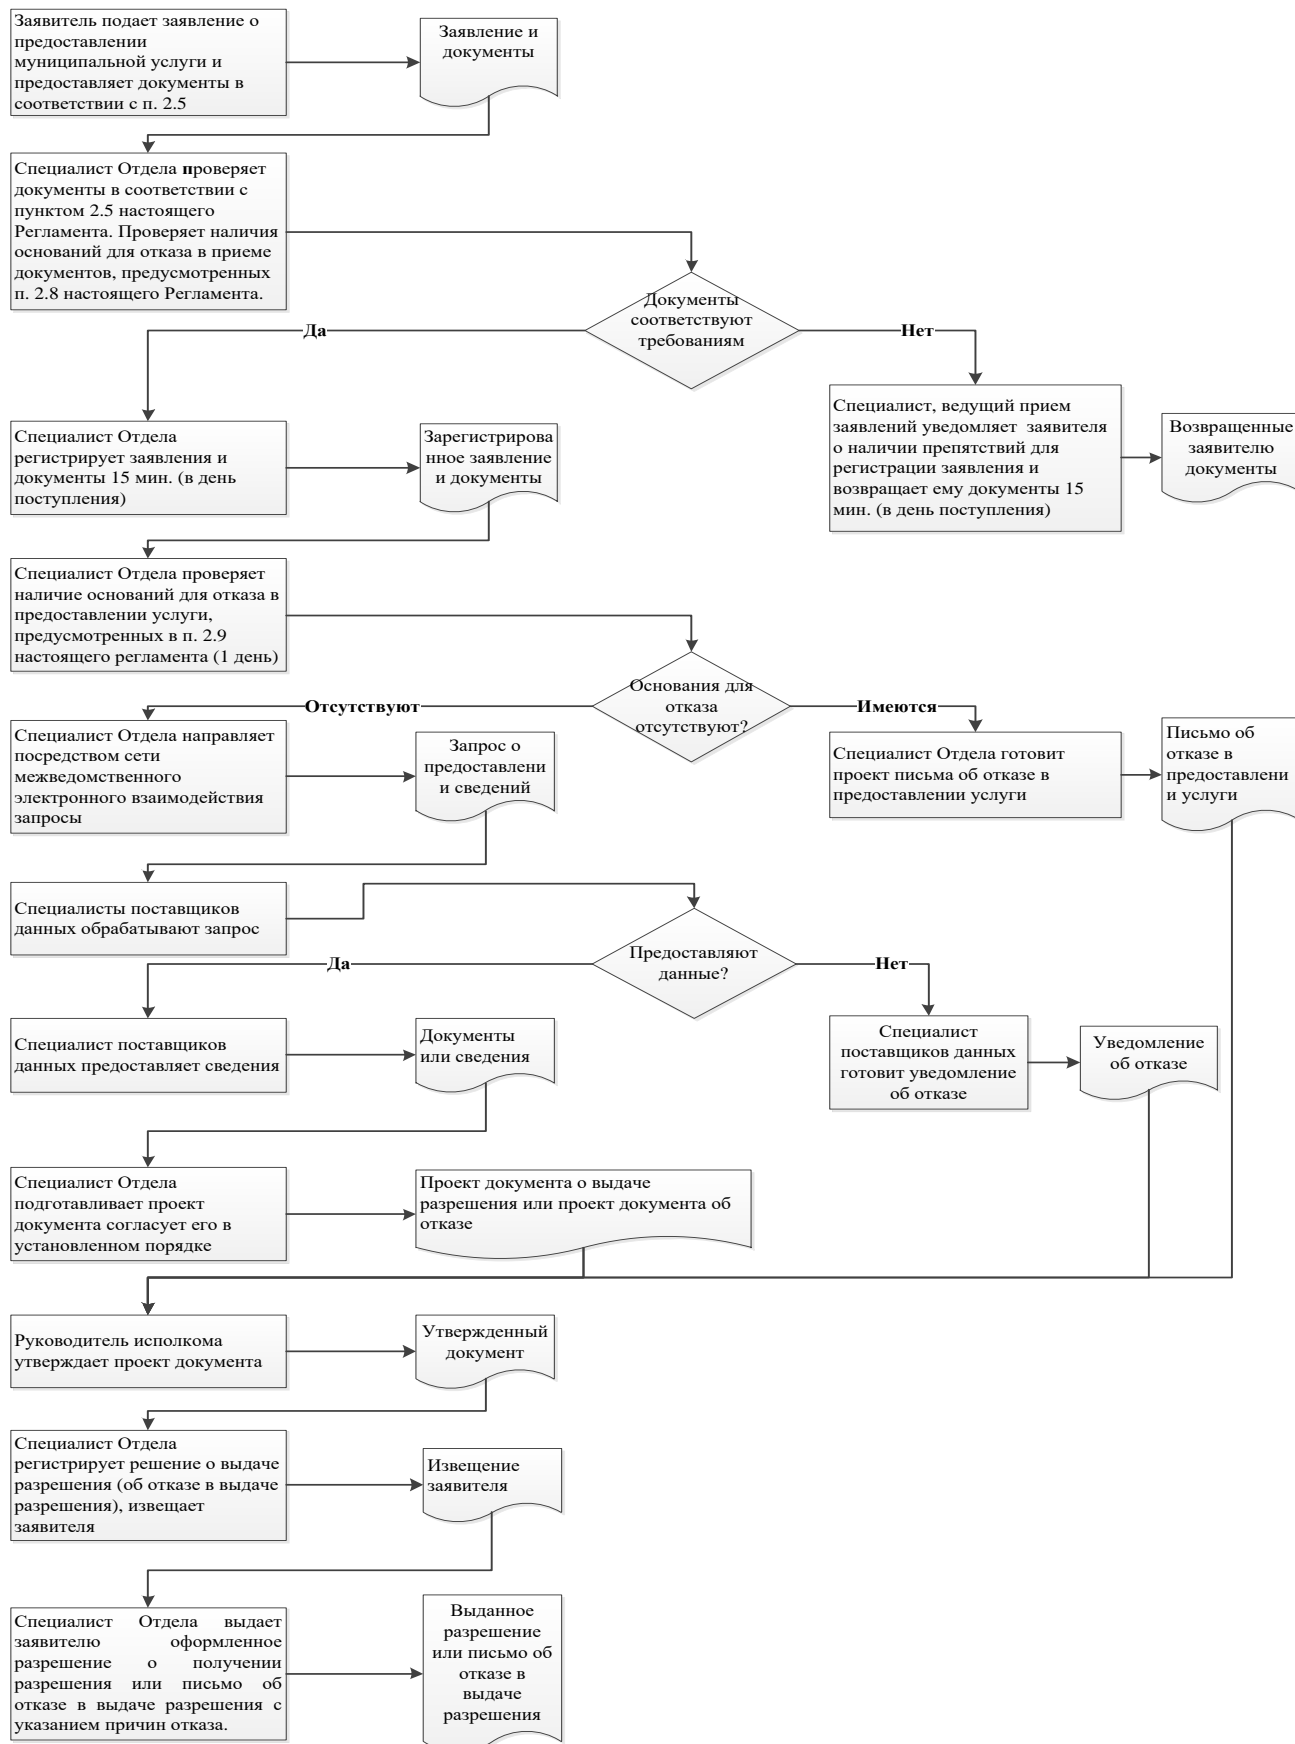 Заявитель подает заявление о
предоставлении
муниципальной услуги и
предоставляет документы в
соответствии с п. 2.5
Заявление и
документы
Специалист Отдела проверяет
документы в соответствии с
пунктом 2.5 настоящего
Регламента. Проверяет наличия
оснований для отказа в приеме
документов, предусмотренных
п. 2.8 настоящего Регламента.
Документы
соответствуют
требованиям
Да
Нет
Специалист Отдела
регистрирует заявления и
документы 15 мин. (в день
поступления)
Зарегистрирова
нное заявление
и документы
Специалист, ведущий прием
заявлений уведомляет заявителя
о наличии препятствий для
регистрации заявления и
возвращает ему документы 15
мин. (в день поступления)
Возвращенные
заявителю
документы
Специалист Отдела проверяет
наличие оснований для отказа в
предоставлении услуги,
предусмотренных в п. 2.9
настоящего регламента (1 день)
Основания для
отказа
отсутствуют?
Отсутствуют
Имеются
Специалист Отдела направляет
посредством сети
межведомственного
электронного взаимодействия
запросы
Запрос о
предоставлени
и сведений
Специалист Отдела готовит
проект письма об отказе в
предоставлении услуги
Письмо об
отказе в
предоставлени
и услуги
Специалисты поставщиков
данных обрабатывают запрос
Предоставляют
данные?
Да
Нет
Специалист поставщиков
данных предоставляет сведения
Документы
или сведения
Специалист
поставщиков данных
готовит уведомление
об отказе
Уведомление
об отказе
Специалист Отдела
подготавливает проект
документа согласует его в
установленном порядке
Проект документа о выдаче
разрешения или проект документа об
отказе
Руководитель исполкома
утверждает проект документа
Утвержденный
документ
Специалист Отдела
регистрирует решение о выдаче
разрешения (об отказе в выдаче
разрешения), извещает
заявителя
Извещение
заявителя
Специалист Отдела выдает
заявителю оформленное
разрешение о получении
разрешения или письмо об
отказе в выдаче разрешения с
указанием причин отказа.
Выданное
разрешение
или письмо об
отказе в
выдаче
разрешения